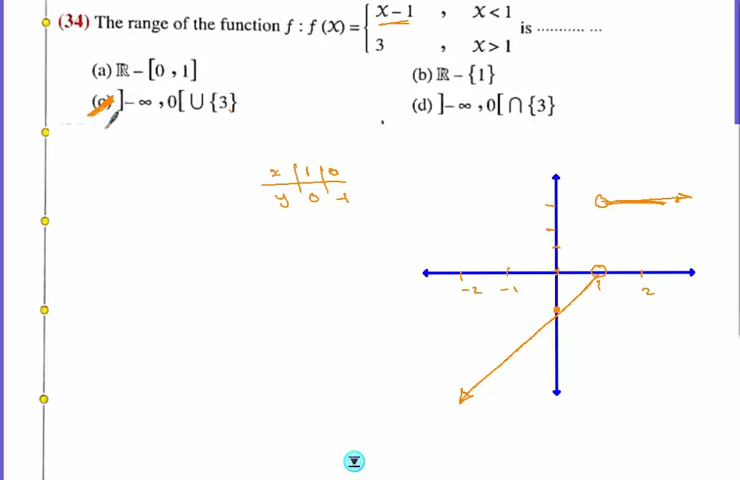 (34) The range of the function f : f (X) = { X – 1 , X < 1
3 , X > 1 is ........... ...
(a) ℝ – [0 , 1] (b) ℝ – {1}
(c) ]– ∞ , 0[ ∪ {3} (d) ]– ∞ , 0[ ∩ {3}
x | 1 | 0
y | 0 | -1
-2 -1 1 2